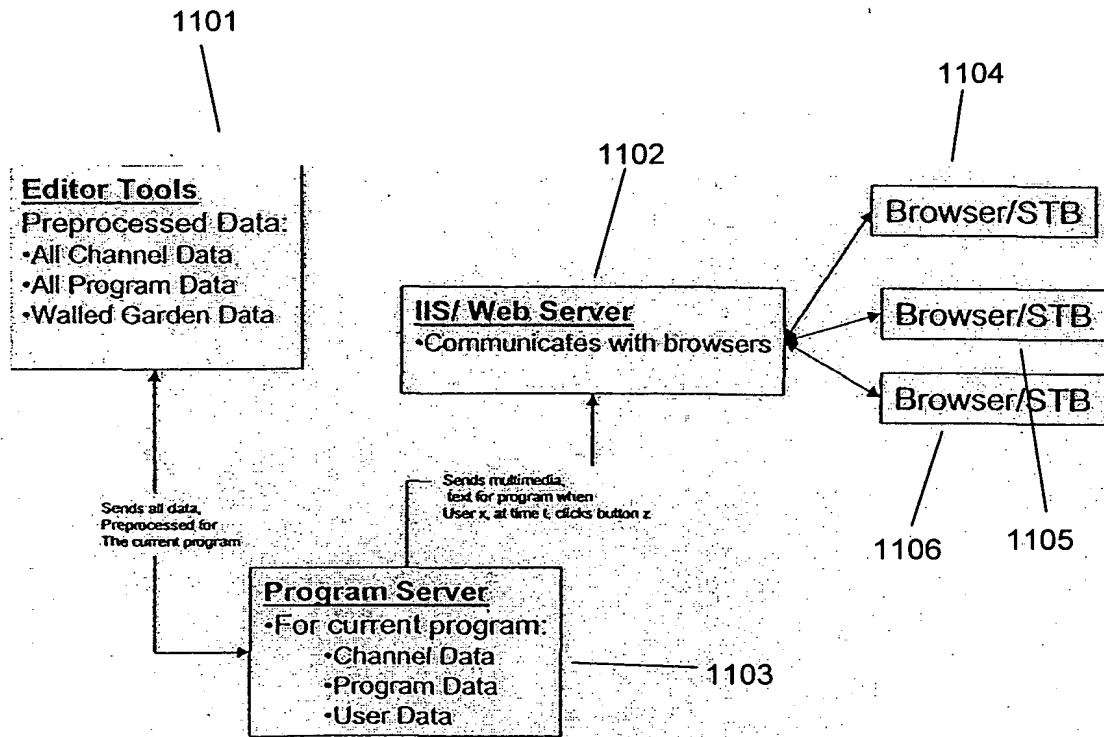 1101
1104
1102
Editor Tools
Preprocessed Data:
•All Channel Data
•All Program Data
•Walled Garden Data
IIS/ Web Server
•Communicates with browsers
Browser/STB
Browser/STB
Browser/STB
Sends all data,
Preprocessed for
The current program
Sends multimedia,
text for program when
User x, at time t, clicks button z
1106
1105
Program Server
•For current program:
•Channel Data
•Program Data
•User Data
1103